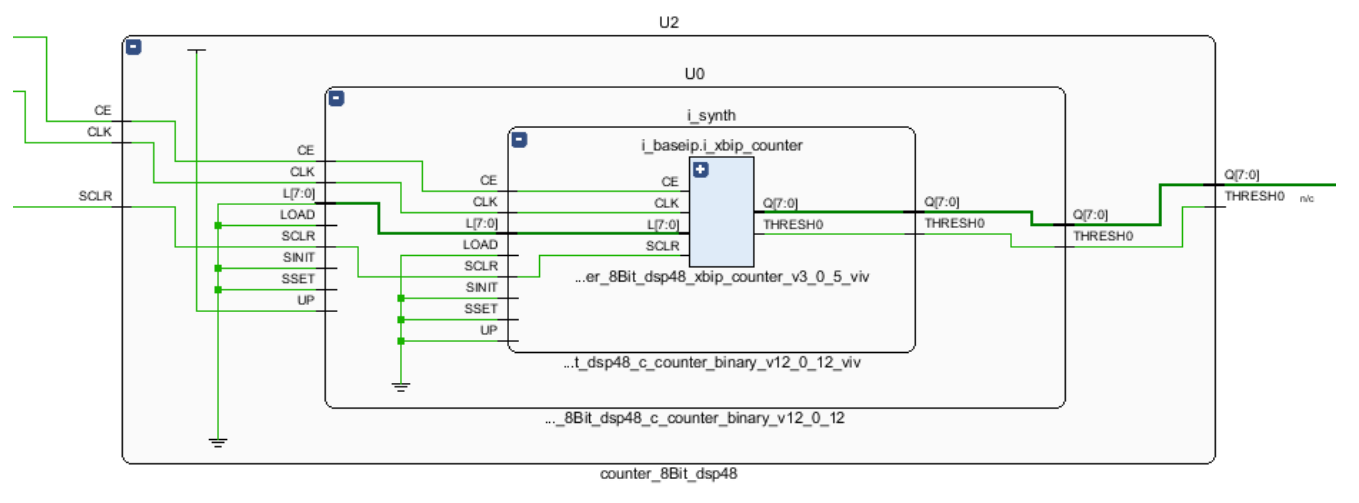 U2
U0
i_synth
i_baseip.i_xbip_counter
CE
CLK
SCLR
CE
CLK
L[7:0]
LOAD
SCLR
SINIT
SSET
UP
CE
CLK
L[7:0]
LOAD
SCLR
SINIT
SSET
UP
CE
CLK
L[7:0]
SCLR
Q[7:0]
THRESH0
Q[7:0]
THRESH0
Q[7:0]
THRESH0
Q[7:0]
THRESH0 n/c
...er_8Bit_dsp48_xbip_counter_v3_0_5_viv
...t_dsp48_c_counter_binary_v12_0_12_viv
..._8Bit_dsp48_c_counter_binary_v12_0_12
counter_8Bit_dsp48